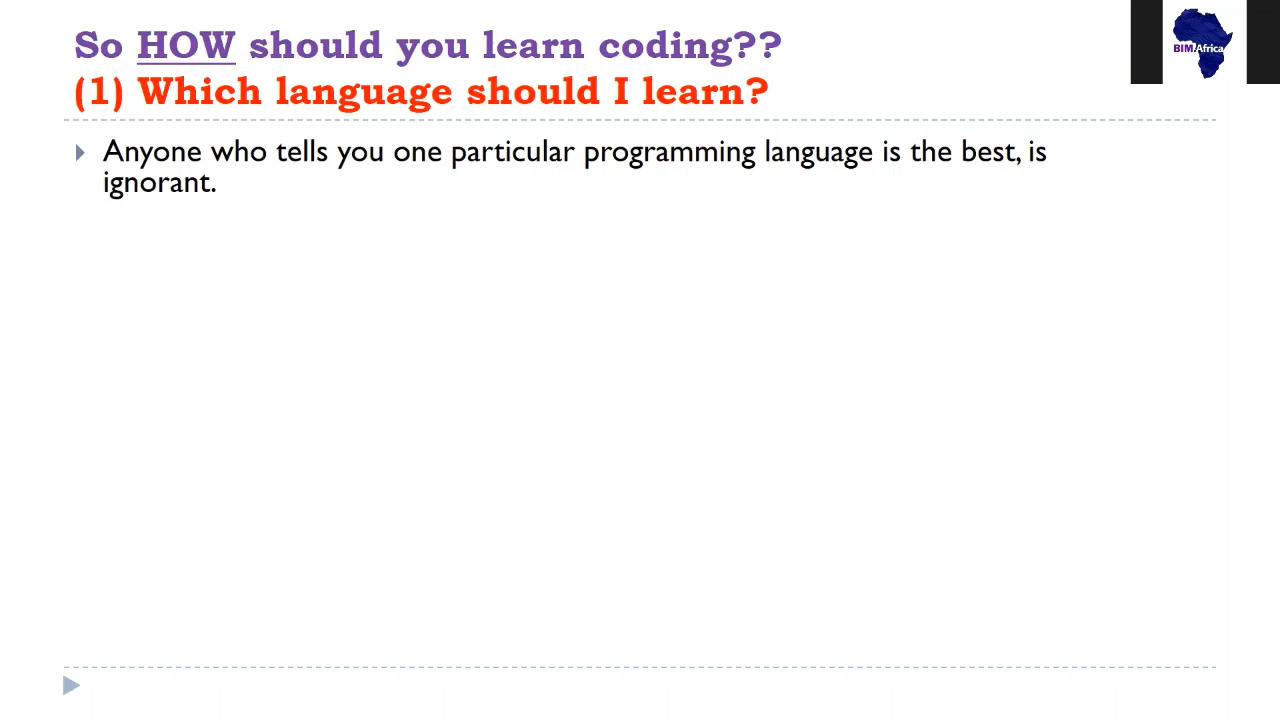 So HOW should you learn coding??
(1) Which language should I learn?
BIM.Africa
Anyone who tells you one particular programming language is the best, is
ignorant.